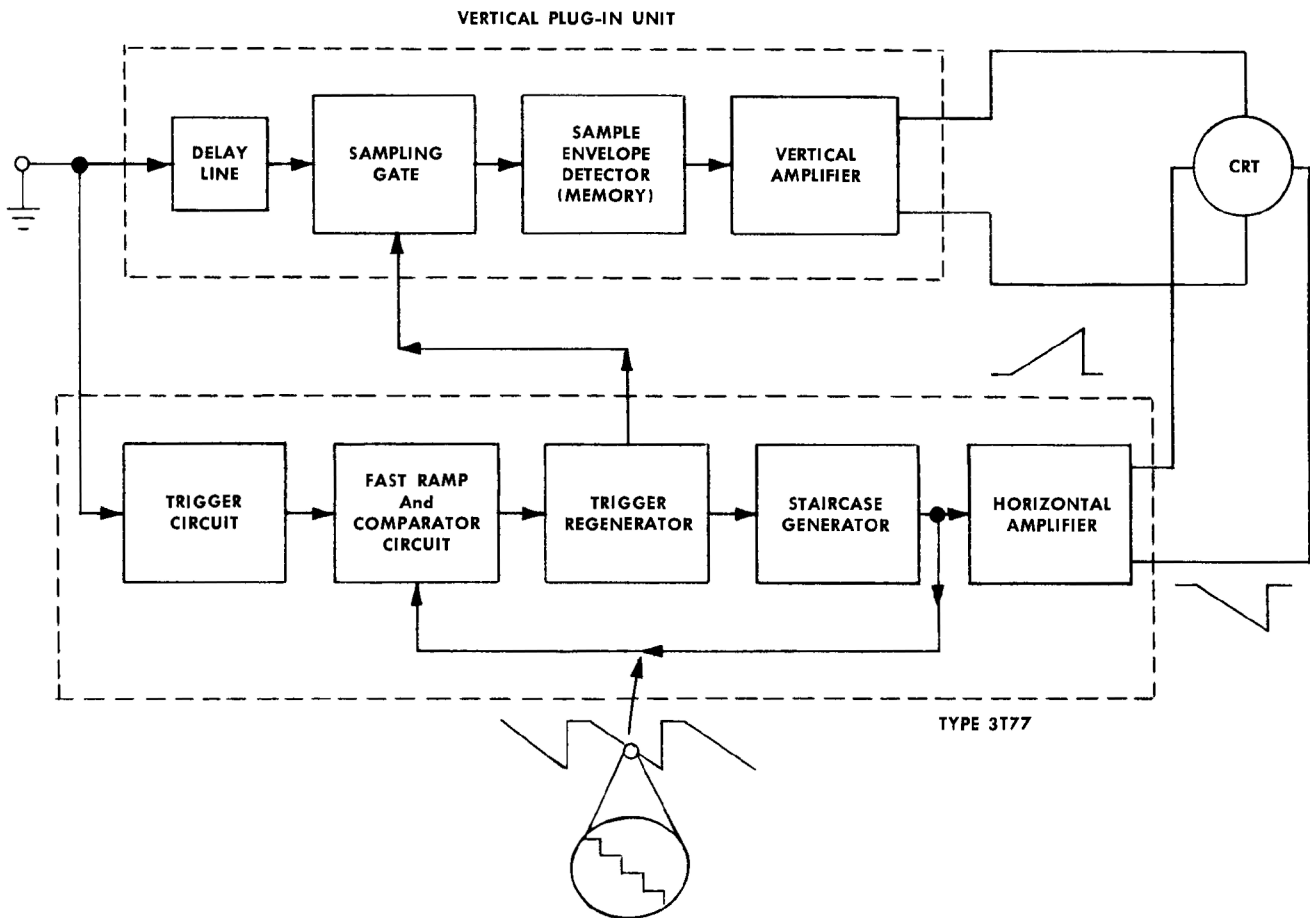 VERTICAL PLUG-IN UNIT
DELAY
LINE
SAMPLING
GATE
SAMPLE
ENVELOPE
DETECTOR
(MEMORY)
VERTICAL
AMPLIFIER
CRT
TRIGGER
CIRCUIT
FAST RAMP
And
COMPARATOR
CIRCUIT
TRIGGER
REGENERATOR
STAIRCASE
GENERATOR
HORIZONTAL
AMPLIFIER
TYPE 3T77